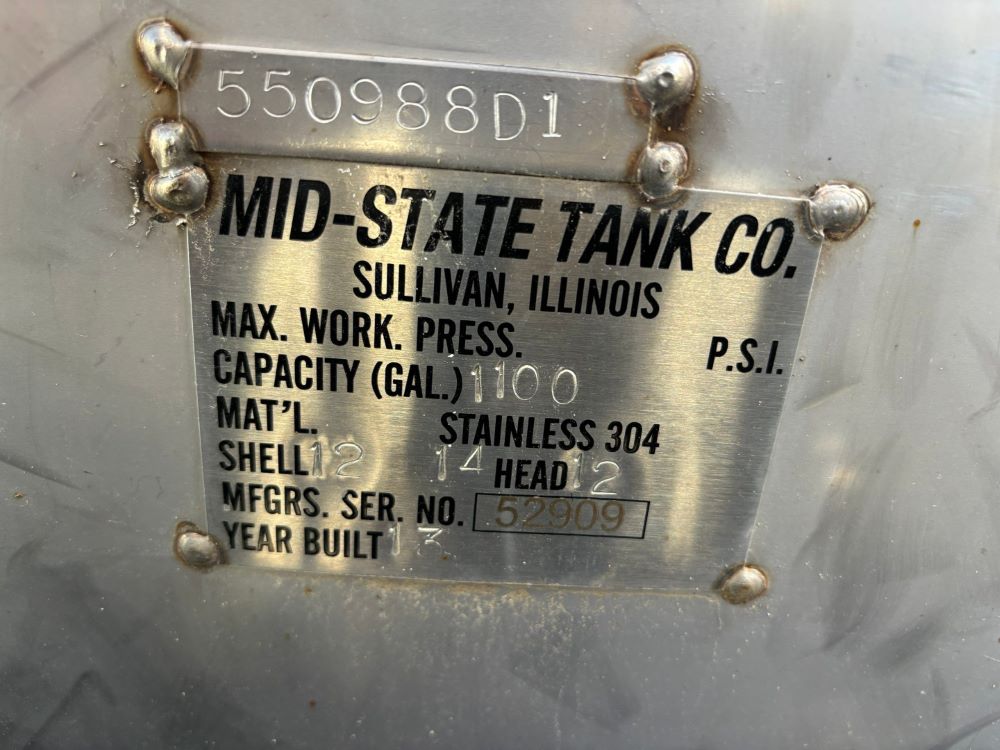 550988D1
MID-STATE TANK CO.
SULLIVAN, ILLINOIS
MAX. WORK. PRESS. P.S.I.
CAPACITY (GAL.) 1100
MAT'L. STAINLESS 304
SHELL 12 14 HEAD 12
MFGRS. SER. NO. 52909
YEAR BUILT 13